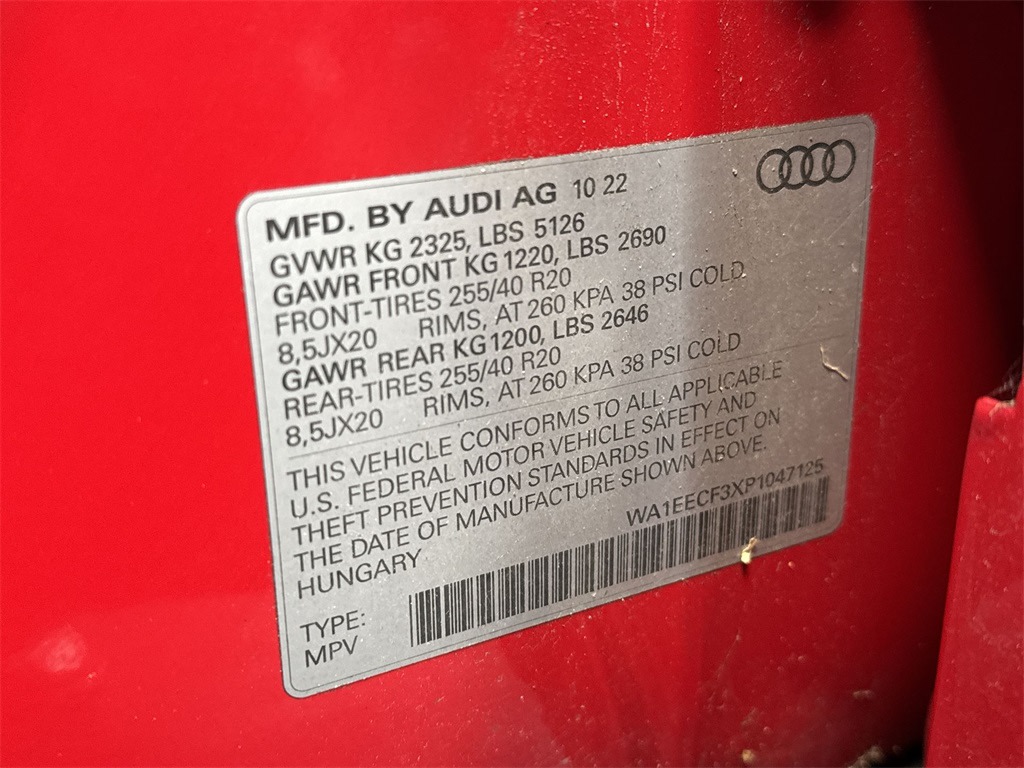 MFD. BY AUDI AG 10 22
GVWR KG 2325, LBS 5126
GAWR FRONT KG 1220, LBS 2690
FRONT-TIRES 255/40 R20
8,5JX20 RIMS, AT 260 KPA 38 PSI COLD
GAWR REAR KG 1200, LBS 2646
REAR-TIRES 255/40 R20
8,5JX20 RIMS, AT 260 KPA 38 PSI COLD
THIS VEHICLE CONFORMS TO ALL APPLICABLE
U.S. FEDERAL MOTOR VEHICLE SAFETY AND
THEFT PREVENTION STANDARDS IN EFFECT ON
THE DATE OF MANUFACTURE SHOWN ABOVE.
HUNGARY WA1EECF3XP1047125
TYPE:
MPV